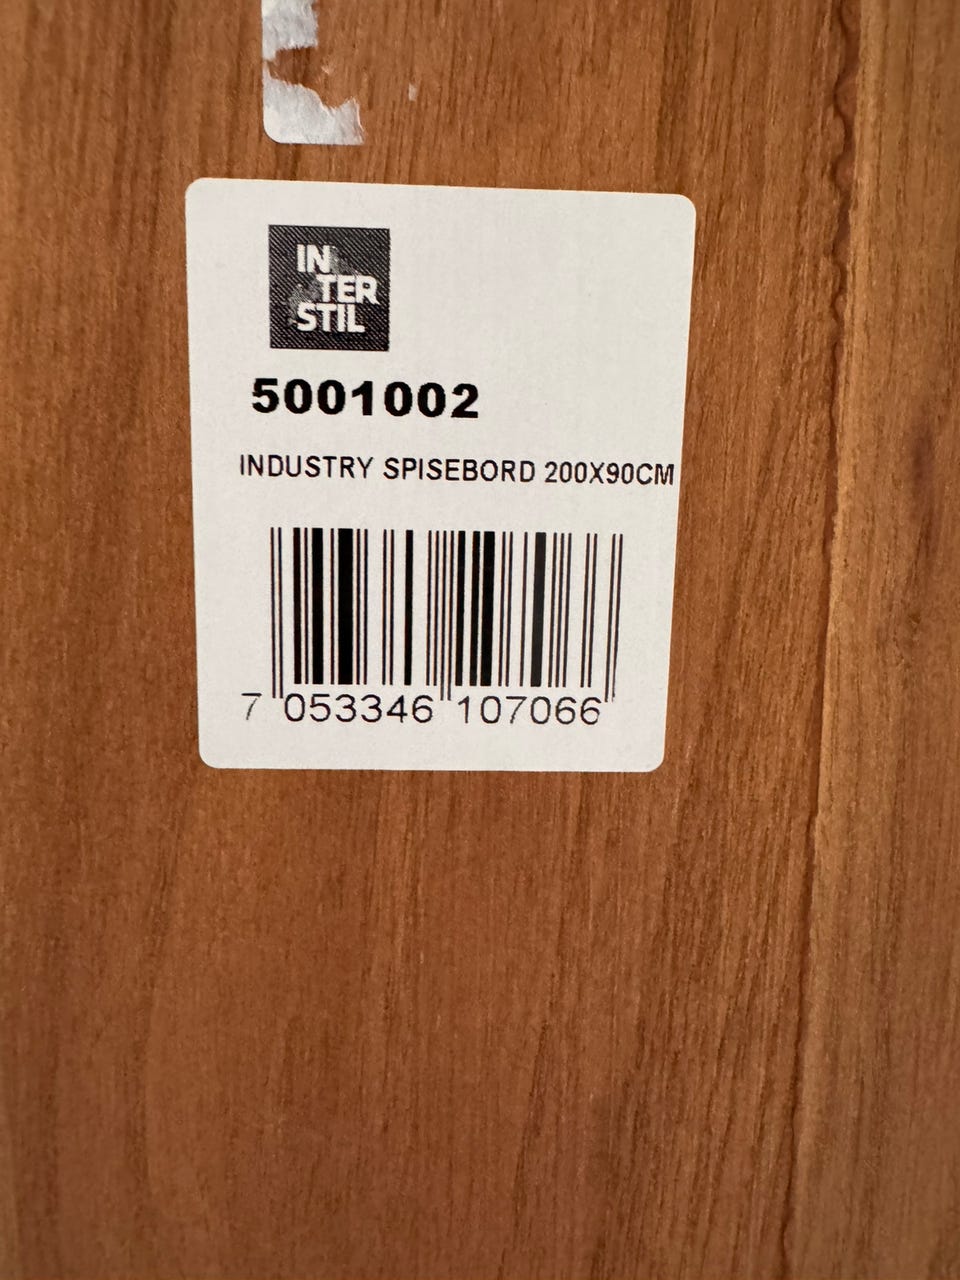 IN
TER
STIL
5001002
INDUSTRY SPISEBORD 200X90CM
7 053346 107066